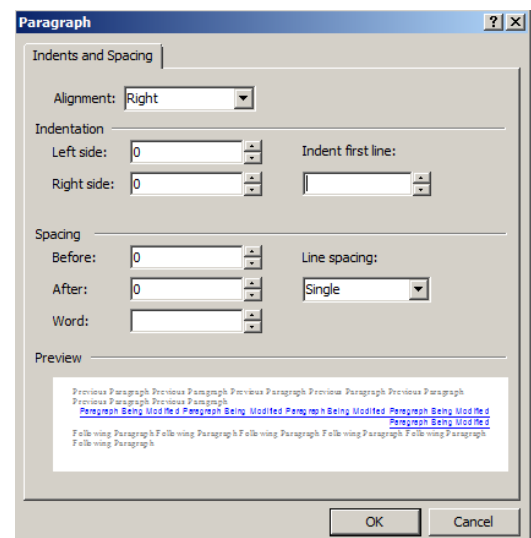 Paragraph
Indents and Spacing
Alignment: Right
Indentation
Left side: 0 Indent first line:
Right side: 0
Spacing
Before: 0 Line spacing:
After: 0 Single
Word:
Preview
Previous Paragraph Previous Paragraph Previous Paragraph Previous Paragraph Previous Paragraph
Previous Paragraph Previous Paragraph
Paragraph Being Modified Paragraph Being Modified Paragraph Being Modified Paragraph Being Modified
Paragraph Being Modified
Following Paragraph Following Paragraph Following Paragraph Following Paragraph Following Paragraph
Following Paragraph
OK Cancel